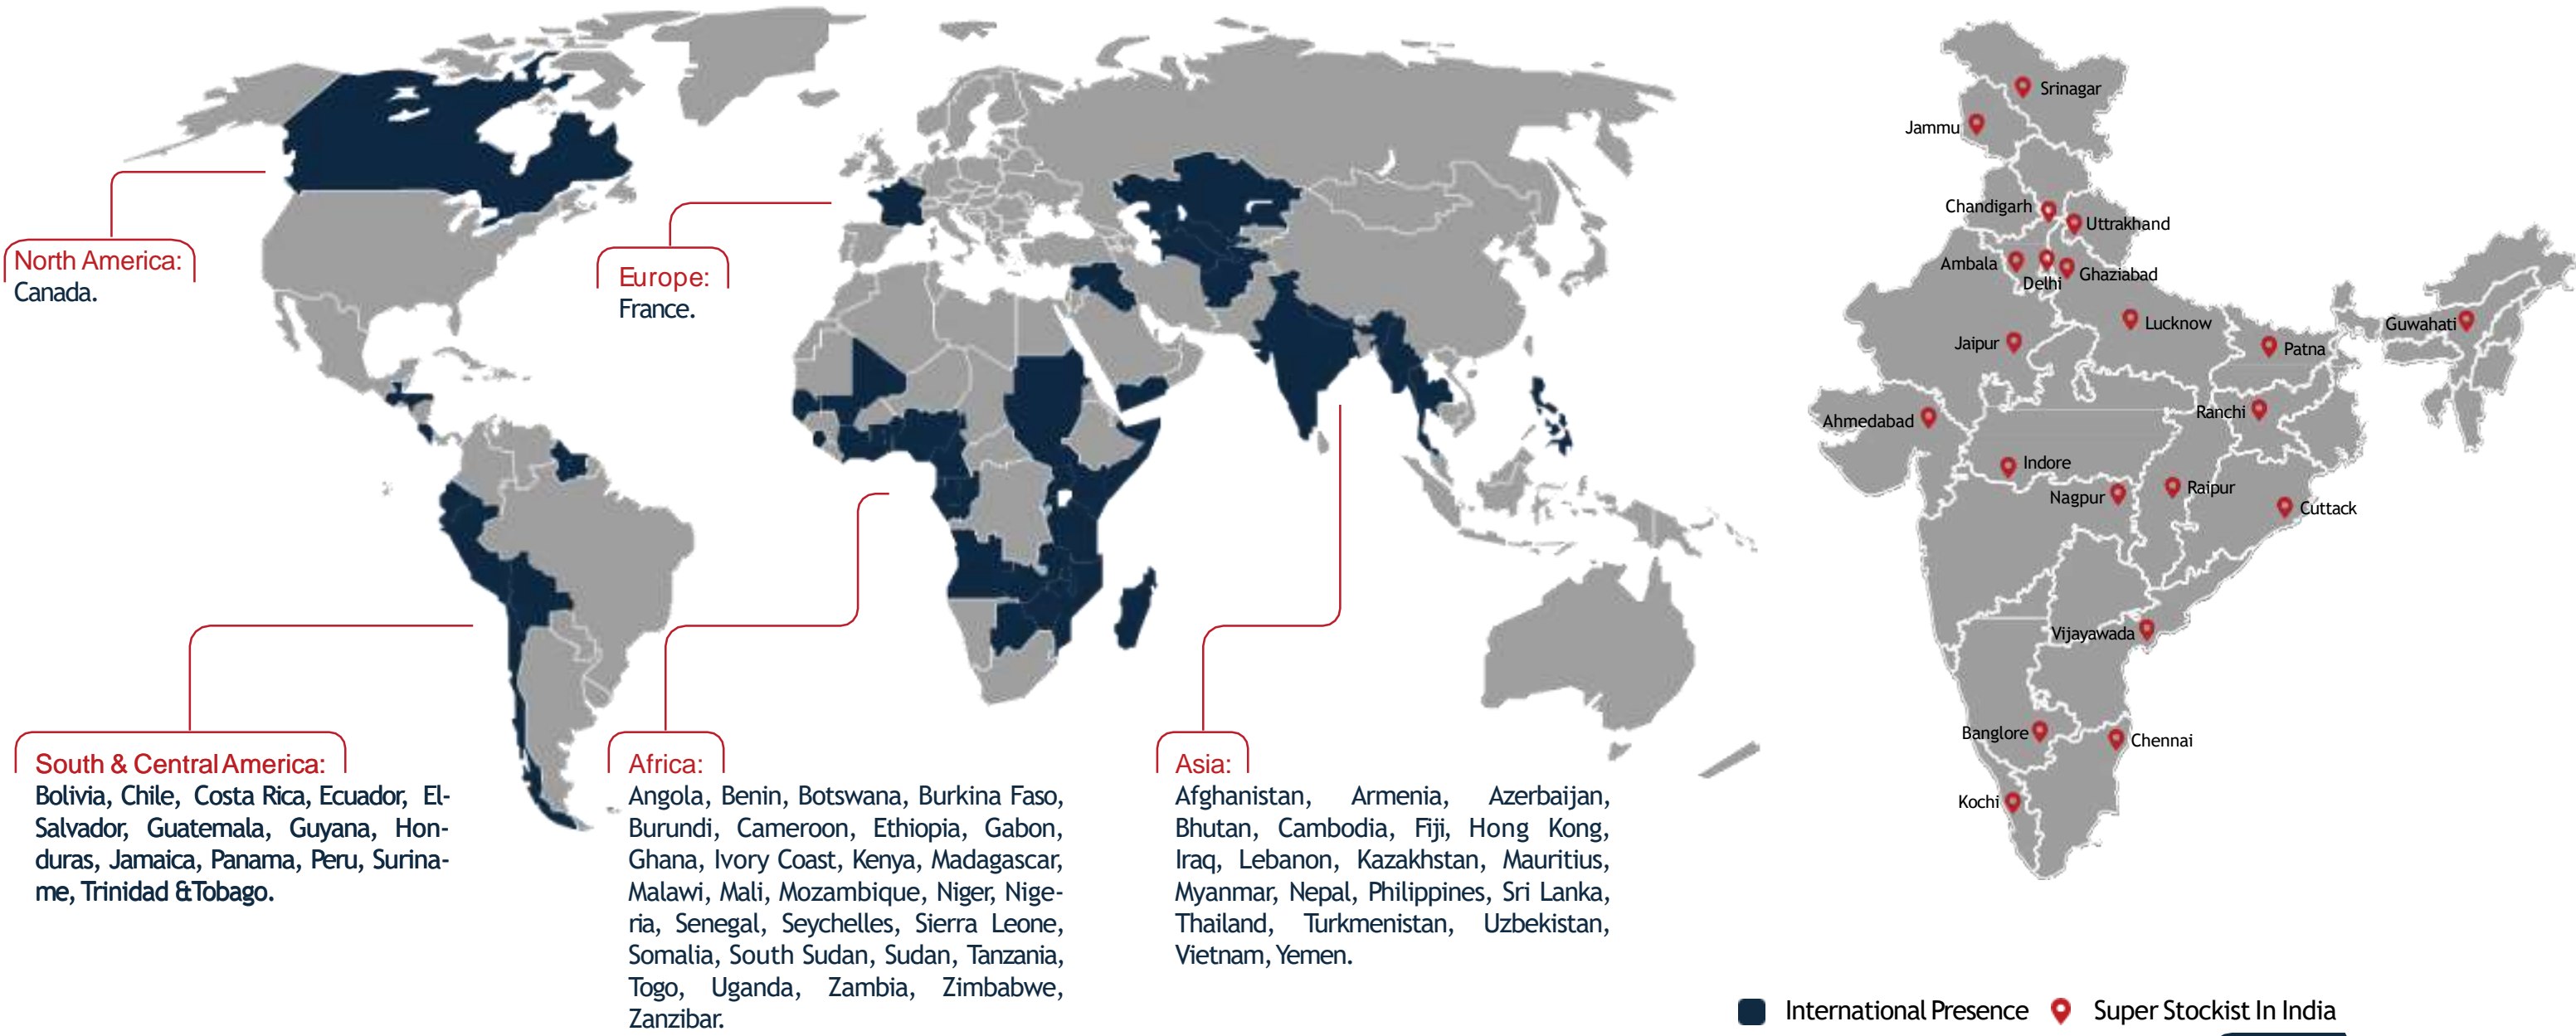 North America:
Canada.
Europe:
France.
South & Central America:
Bolivia, Chile, Costa Rica, Ecuador, El-
Salvador, Guatemala, Guyana, Hon-
duras, Jamaica, Panama, Peru, Surina-
me, Trinidad & Tobago.
Africa:
Angola, Benin, Botswana, Burkina Faso,
Burundi, Cameroon, Ethiopia, Gabon,
Ghana, Ivory Coast, Kenya, Madagascar,
Malawi, Mali, Mozambique, Niger, Nige-
ria, Senegal, Seychelles, Sierra Leone,
Somalia, South Sudan, Sudan, Tanzania,
Togo, Uganda, Zambia, Zimbabwe,
Zanzibar.
Asia:
Afghanistan, Armenia, Azerbaijan,
Bhutan, Cambodia, Fiji, Hong Kong,
Iraq, Lebanon, Kazakhstan, Mauritius,
Myanmar, Nepal, Philippines, Sri Lanka,
Thailand, Turkmenistan, Uzbekistan,
Vietnam, Yemen.
Srinagar
Jammu
Chandigarh
Uttrakhand
Ambala
Delhi
Ghaziabad
Lucknow
Guwahati
Jaipur
Patna
Ahmedabad
Ranchi
Indore
Nagpur
Raipur
Cuttack
Vijayawada
Banglore
Chennai
Kochi
International Presence
Super Stockist In India